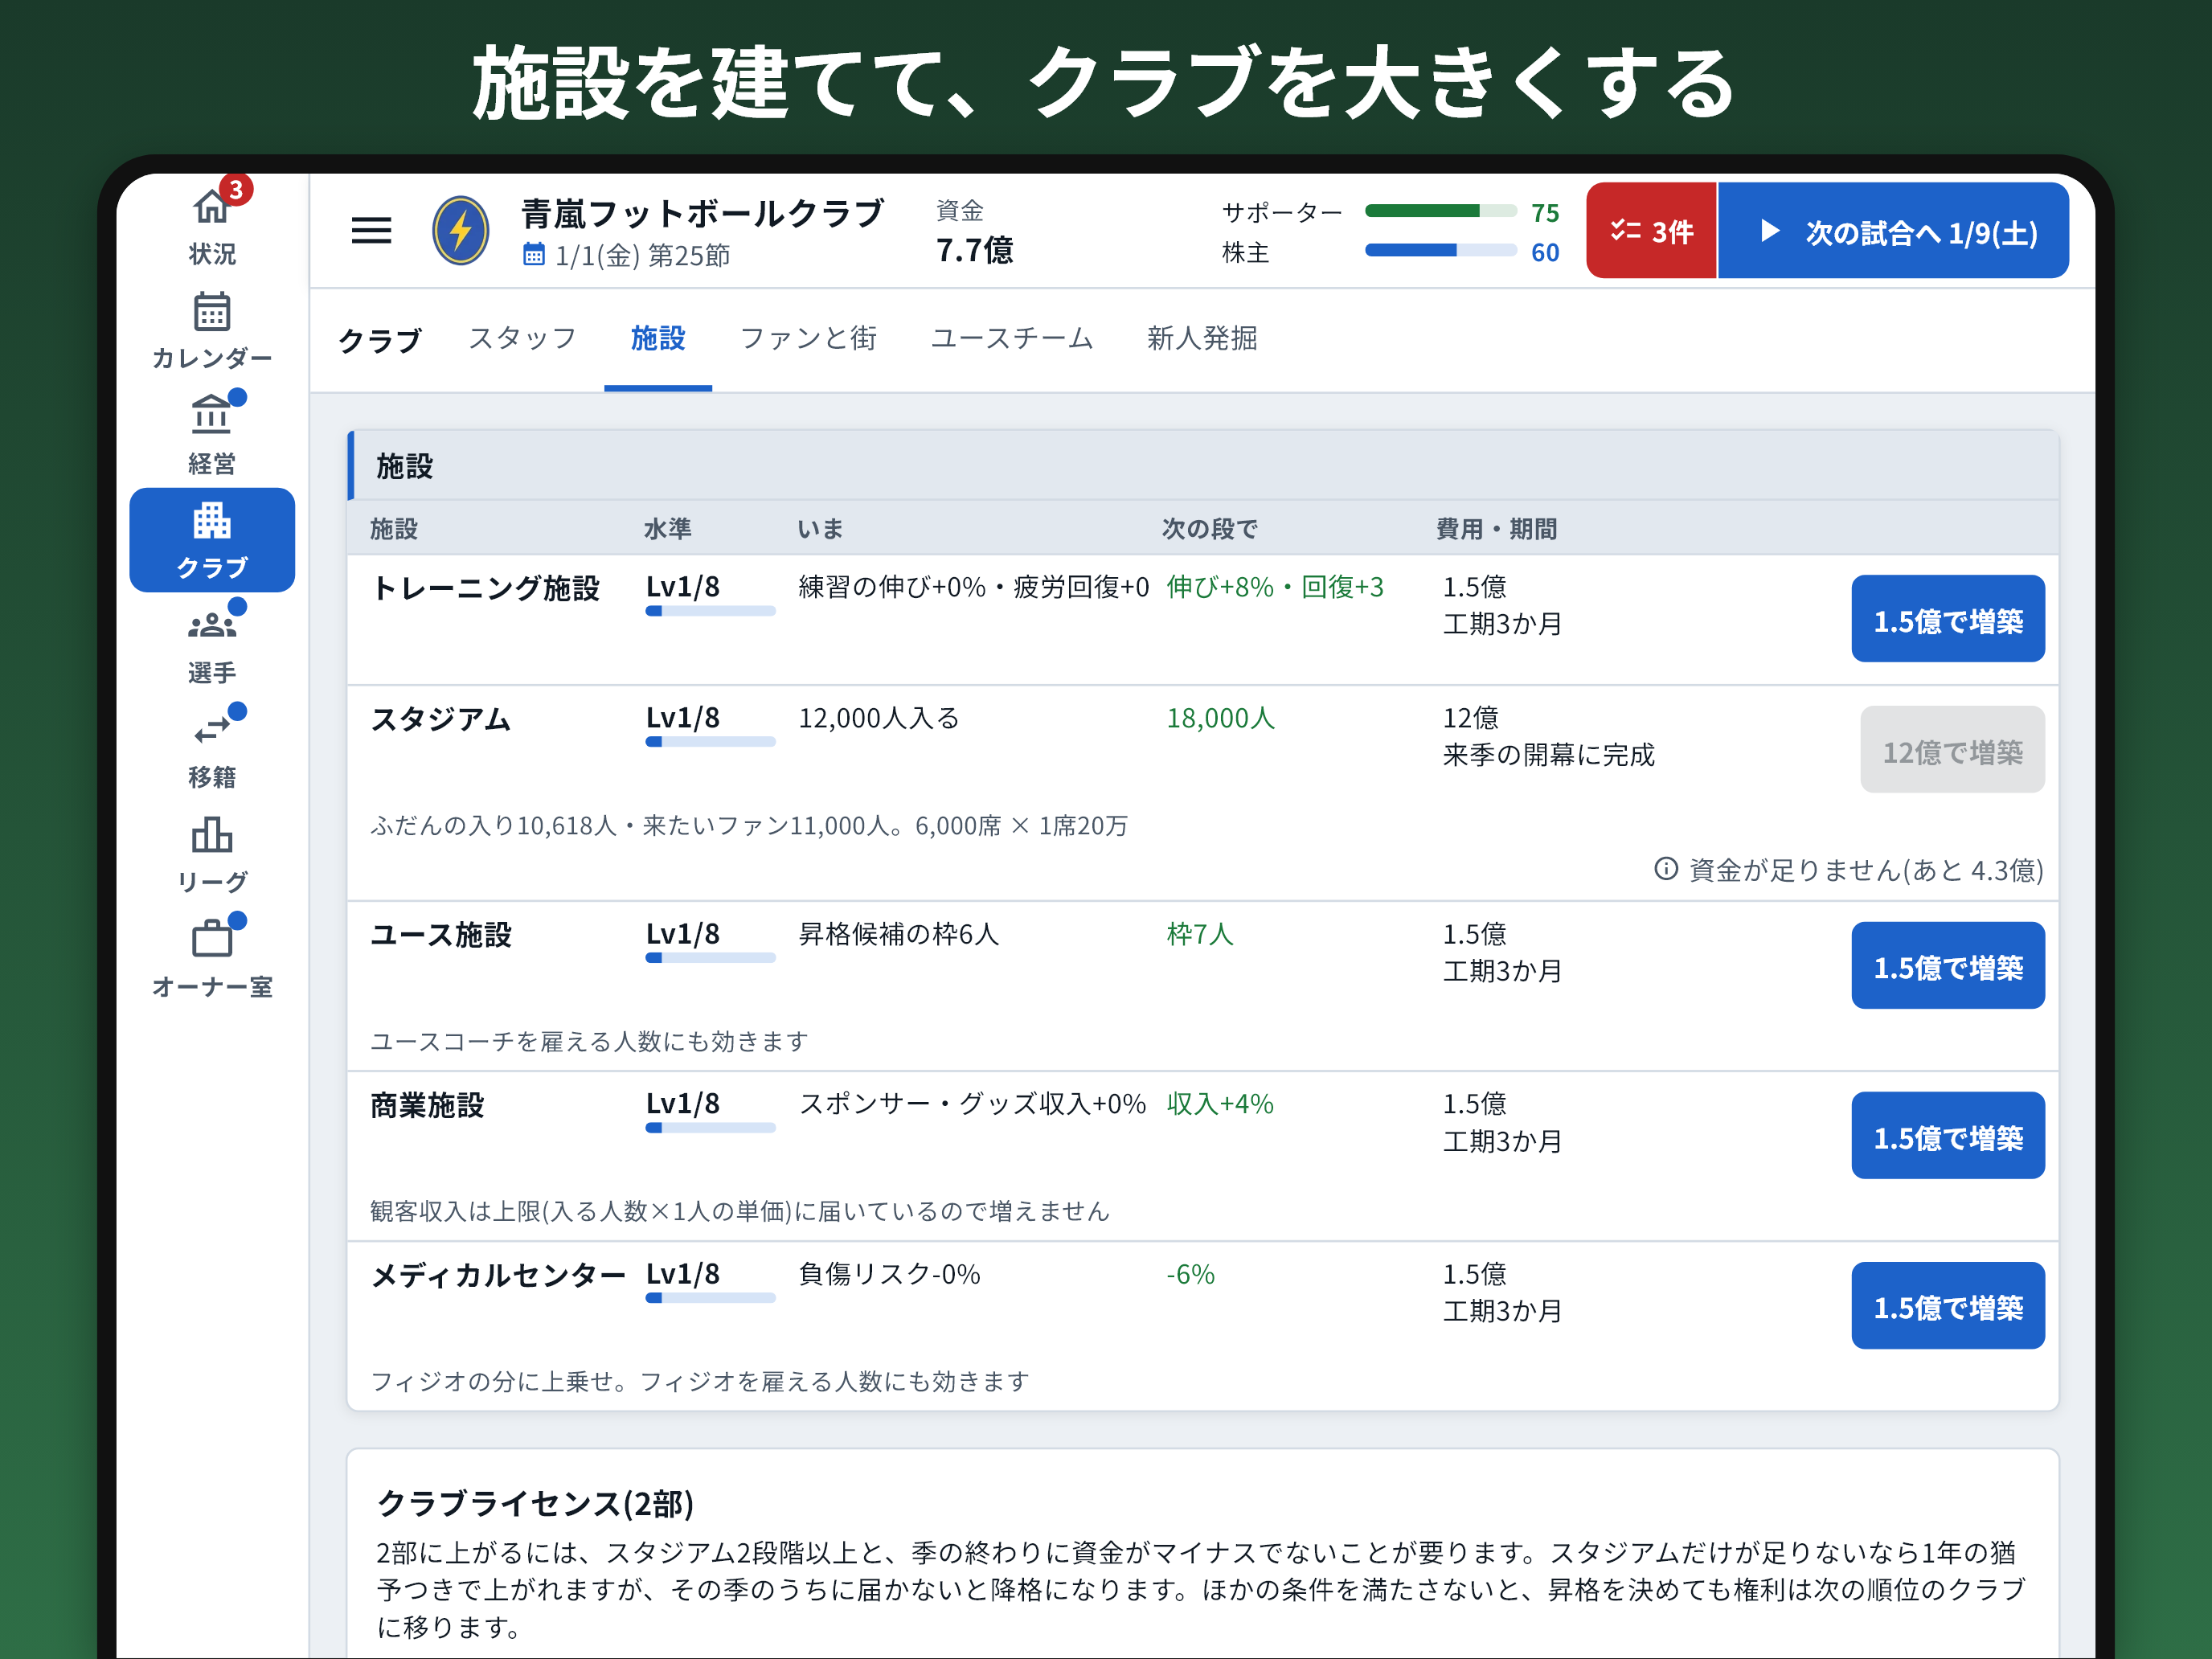 施設を建てて、クラブを大きくする
3
状況
カレンダー
経営
クラブ
選手
移籍
リーグ
オーナー室
青嵐フットボールクラブ
1/1(金) 第25節
資金
7.7億
サポーター 75
株主 60
3件
次の試合へ 1/9(土)
クラブ スタッフ 施設 ファンと街 ユースチーム 新人発掘
施設
施設 水準 いま 次の段で 費用・期間
トレーニング施設 Lv1/8 練習の伸び+0%・疲労回復+0 伸び+8%・回復+3 1.5億
工期3か月
1.5億で増築
スタジアム Lv1/8 12,000人入る 18,000人 12億
来季の開幕に完成
12億で増築
ふだんの入り10,618人・来たいファン11,000人。6,000席 × 1席20万
資金が足りません(あと 4.3億)
ユース施設 Lv1/8 昇格候補の枠6人 枠7人 1.5億
工期3か月
1.5億で増築
ユースコーチを雇える人数にも効きます
商業施設 Lv1/8 スポンサー・グッズ収入+0% 収入+4% 1.5億
工期3か月
1.5億で増築
観客収入は上限(入る人数×1人の単価)に届いているので増えません
メディカルセンター Lv1/8 負傷リスク-0% -6% 1.5億
工期3か月
1.5億で増築
フィジオの分に上乗せ。フィジオを雇える人数にも効きます
クラブライセンス(2部)
2部に上がるには、スタジアム2段階以上と、季の終わりに資金がマイナスでないことが要ります。スタジアムだけが足りないなら1年の猶
予つきで上がれますが、その季のうちに届かないと降格になります。ほかの条件を満たさないと、昇格を決めても権利は次の順位のクラブ
に移ります。